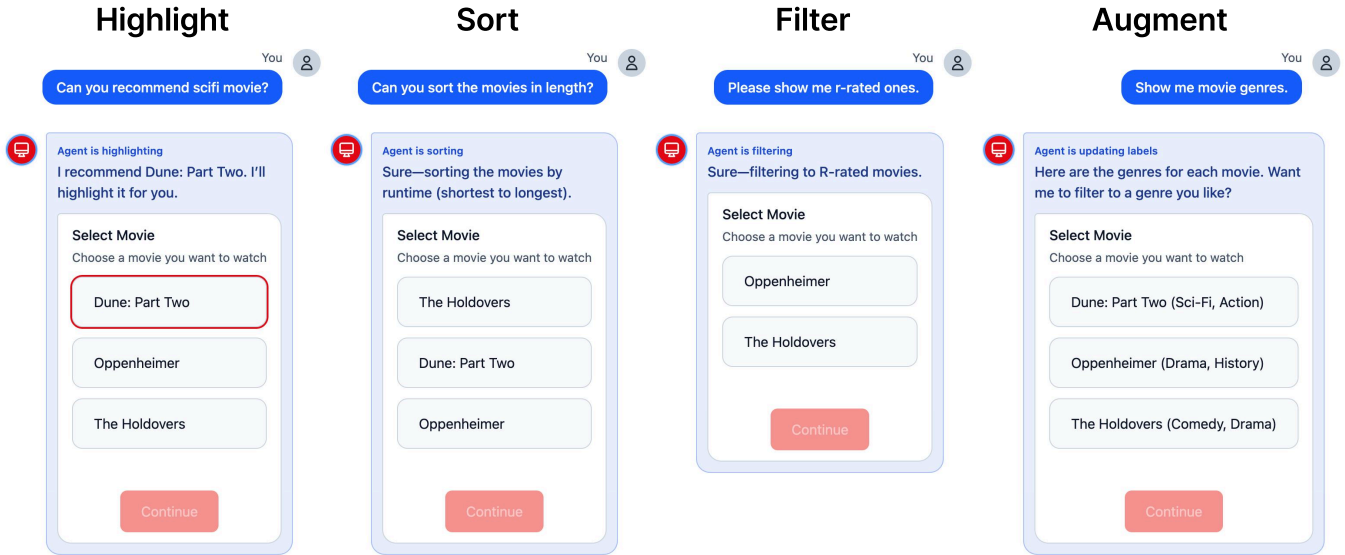 Highlight
You
Can you recommend scifi movie?
Agent is highlighting
I recommend Dune: Part Two. I’ll
highlight it for you.
Select Movie
Choose a movie you want to watch
Dune: Part Two
Oppenheimer
The Holdovers
Continue
Sort
You
Can you sort the movies in length?
Agent is sorting
Sure—sorting the movies by
runtime (shortest to longest).
Select Movie
Choose a movie you want to watch
The Holdovers
Dune: Part Two
Oppenheimer
Continue
Filter
You
Please show me r-rated ones.
Agent is filtering
Sure—filtering to R-rated movies.
Select Movie
Choose a movie you want to watch
Oppenheimer
The Holdovers
Continue
Augment
You
Show me movie genres.
Agent is updating labels
Here are the genres for each movie. Want
me to filter to a genre you like?
Select Movie
Choose a movie you want to watch
Dune: Part Two (Sci-Fi, Action)
Oppenheimer (Drama, History)
The Holdovers (Comedy, Drama)
Continue